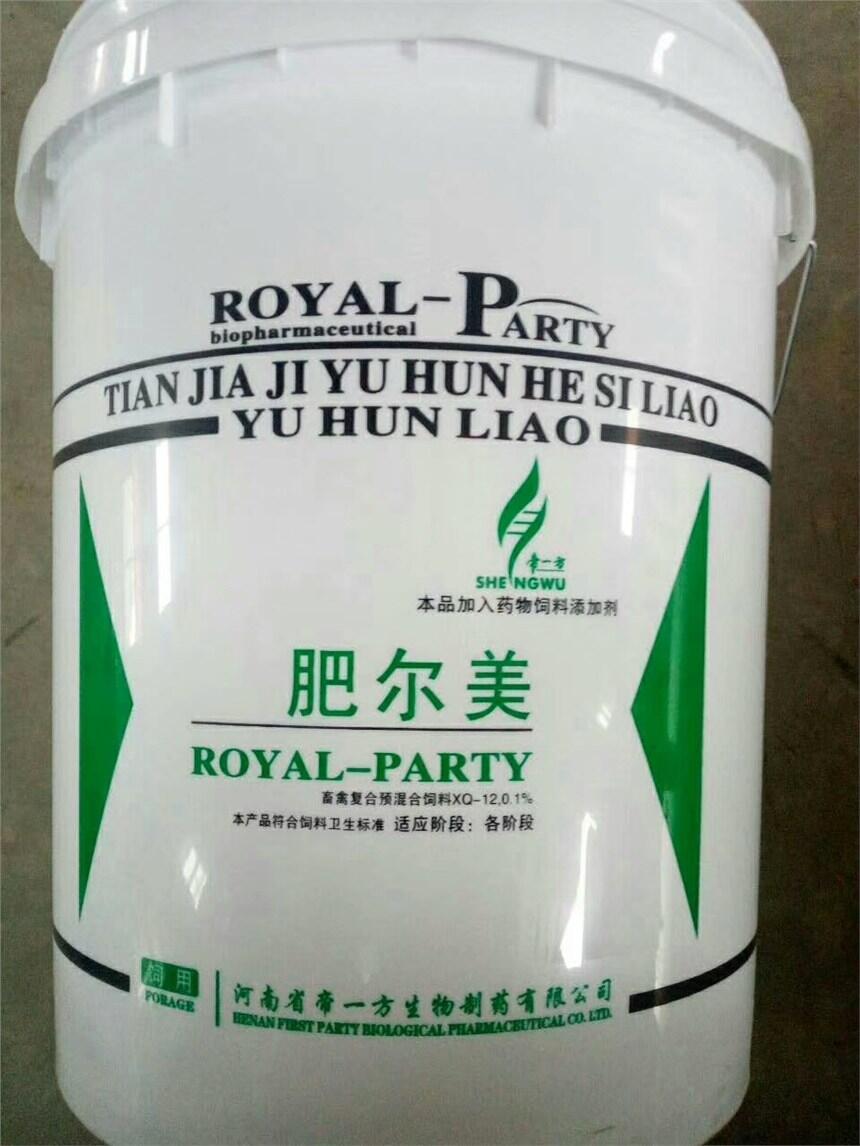 ROYAL-PARTY
biopharmaceutical
TIAN JIA JI YU HUN HE SI LIAO
YU HUN LIAO
帝一方
SHENGWU
本品加入药物饲料添加剂
肥尔美
ROYAL-PARTY
畜禽复合预混合饲料XQ-12,0.1%
本产品符合饲料卫生标准 适应阶段：各阶段
饲用
FORAGE
河南省帝一方生物制药有限公司
HENAN FIRST PARTY BIOLOGICAL PHARMACEUTICAL CO. LTD.